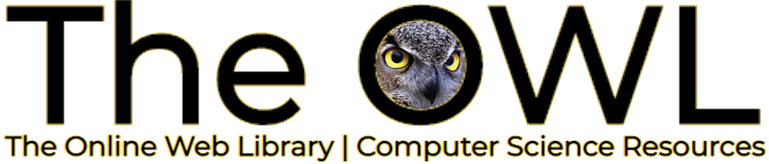 The OWL
The Online Web Library | Computer Science Resources